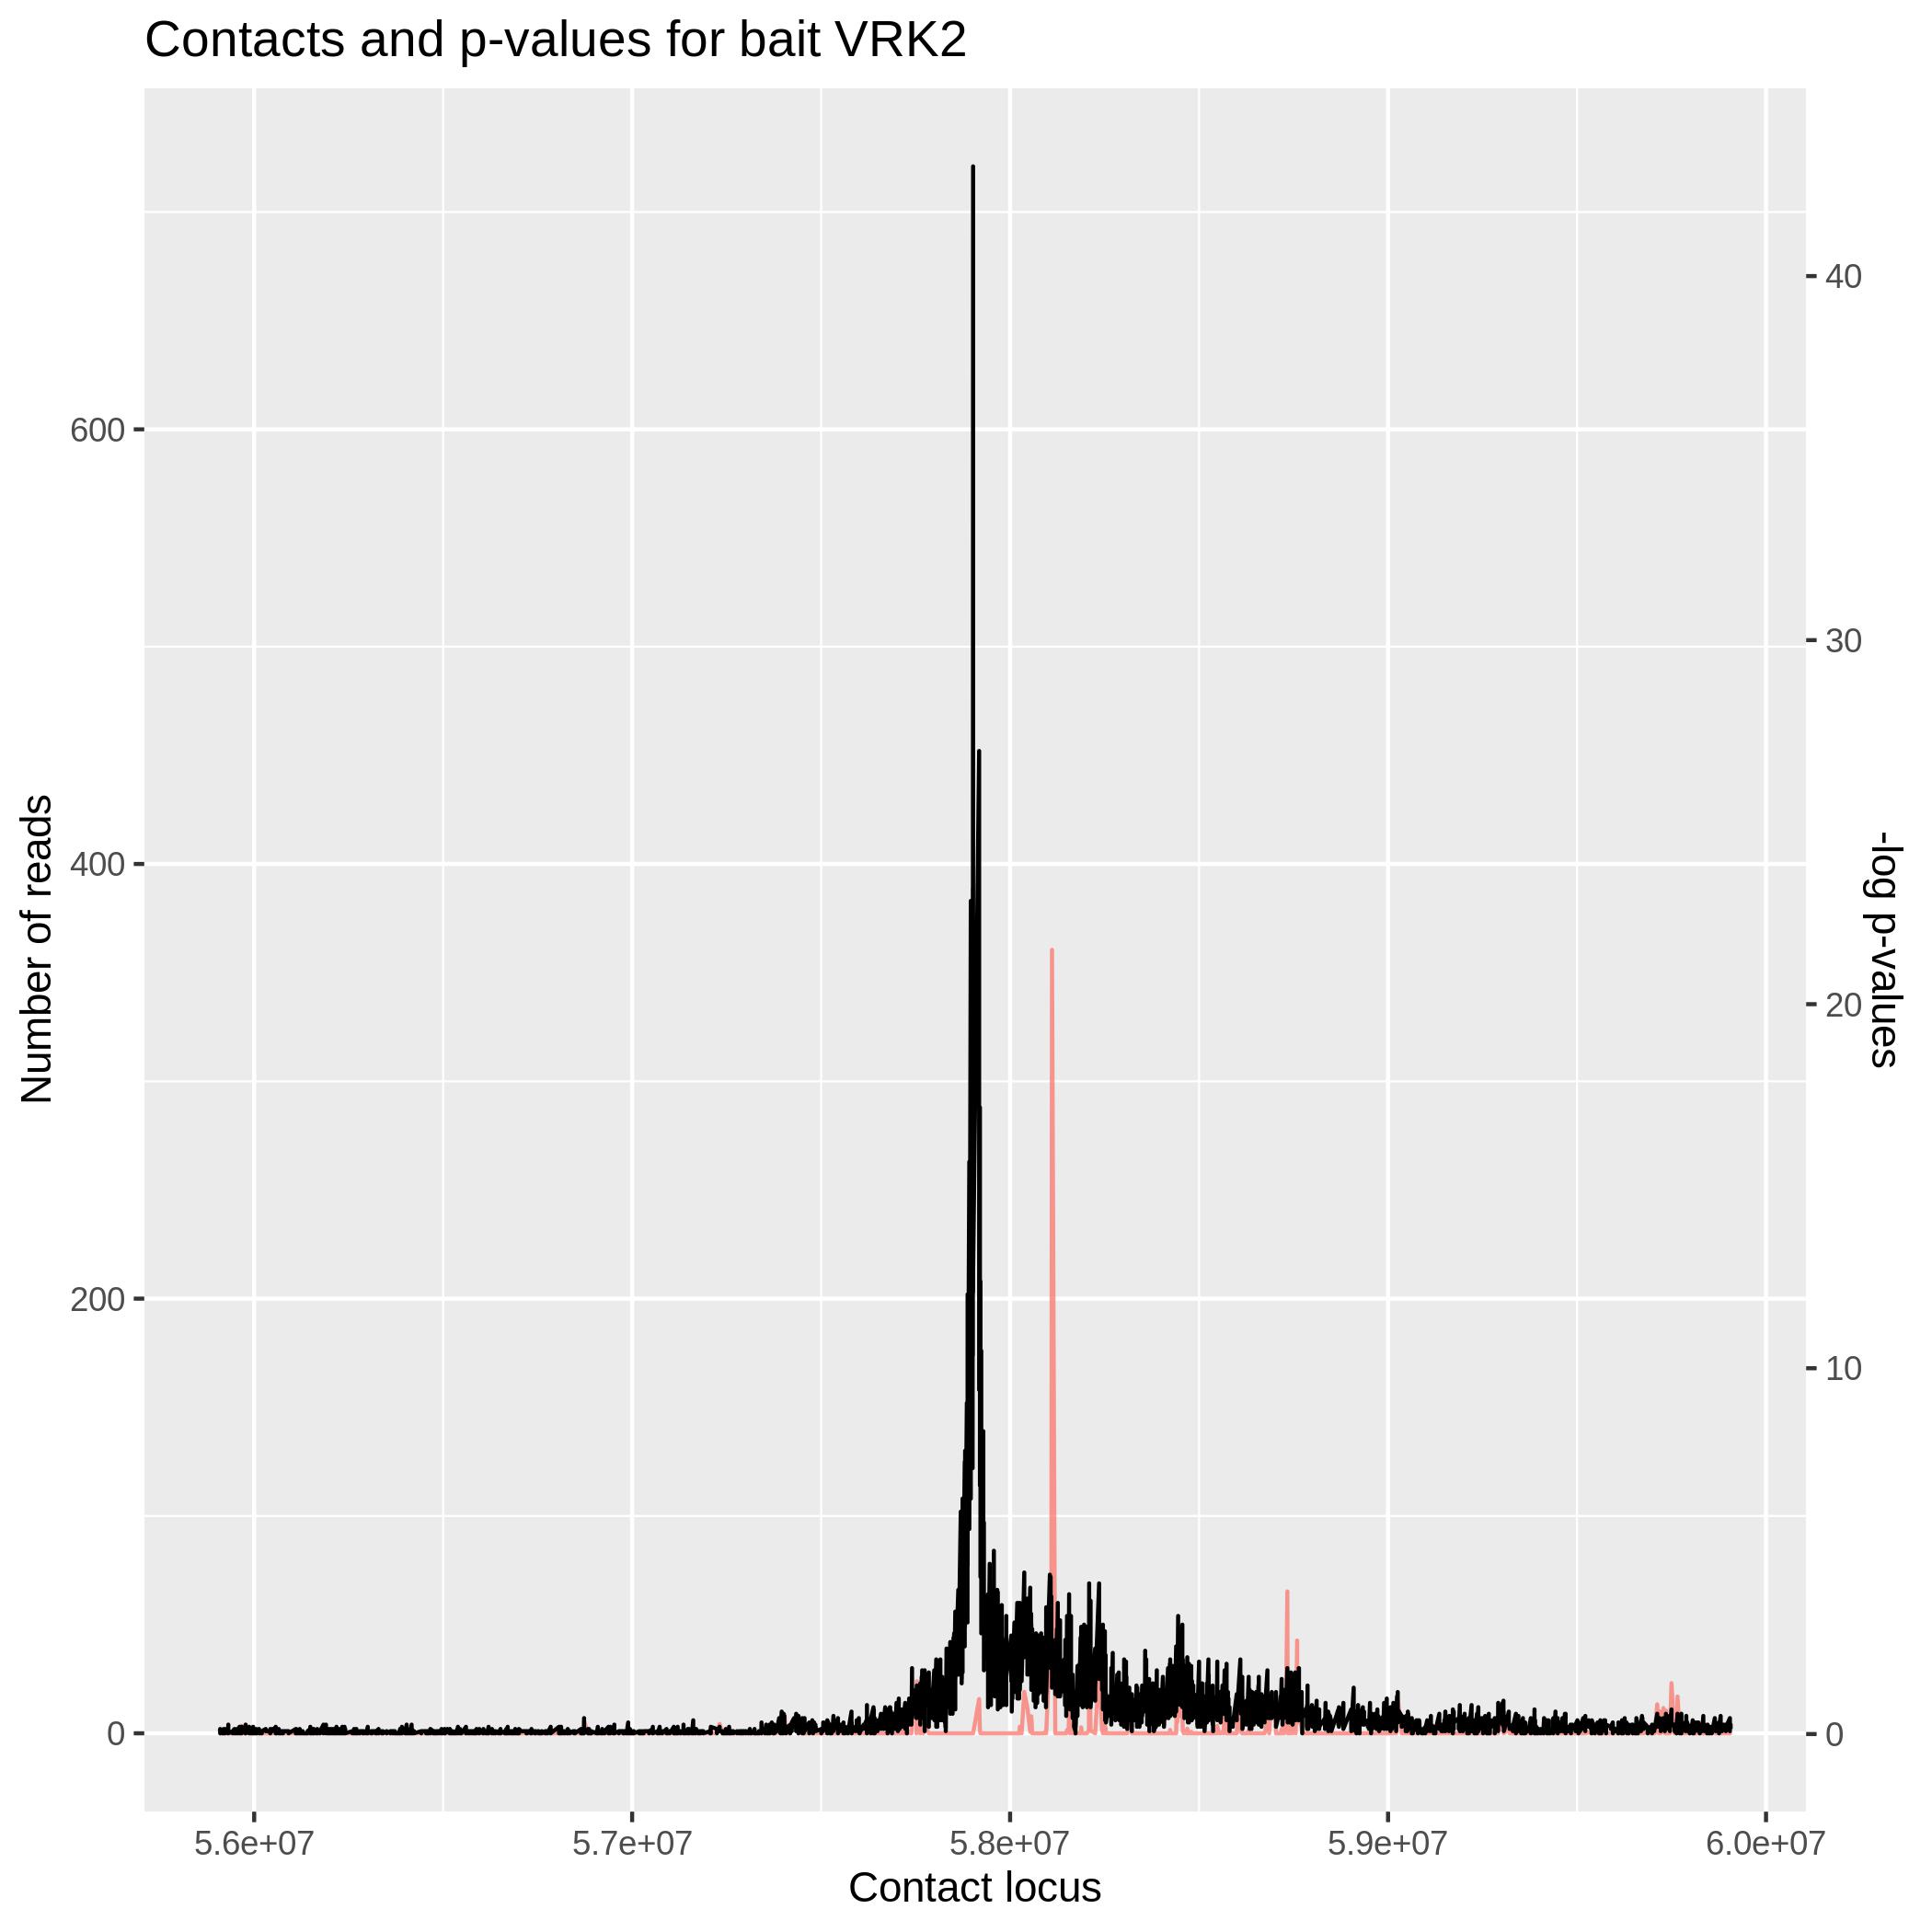 Contacts and p-values for bait VRK2
Number of reads
600
400
200
0
40
30
20
10
0
-log p-values
5.6e+07
5.7e+07
5.8e+07
5.9e+07
6.0e+07
Contact locus